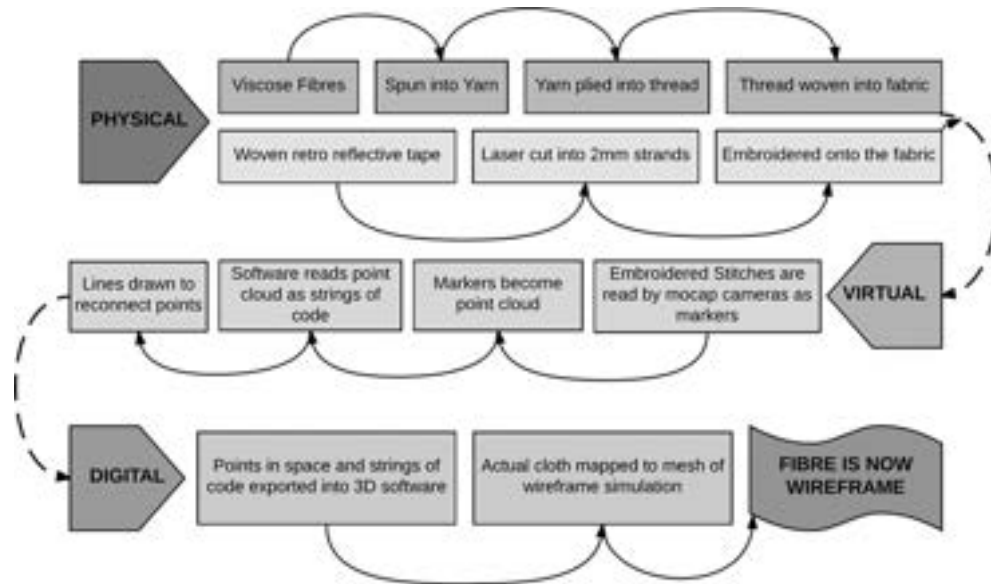 PHYSICAL
Viscose Fibres
Spun into Yarn
Yarn plied into thread
Thread woven into fabric
Woven retro reflective tape
Laser cut into 2mm strands
Embroidered onto the fabric
VIRTUAL
Embroidered Stitches are
read by mocap cameras as
markers
Markers become
point cloud
Software reads point
cloud as strings of
code
Lines drawn to
reconnect points
DIGITAL
Points in space and strings of
code exported into 3D software
Actual cloth mapped to mesh of
wireframe simulation
FIBRE IS NOW
WIREFRAME